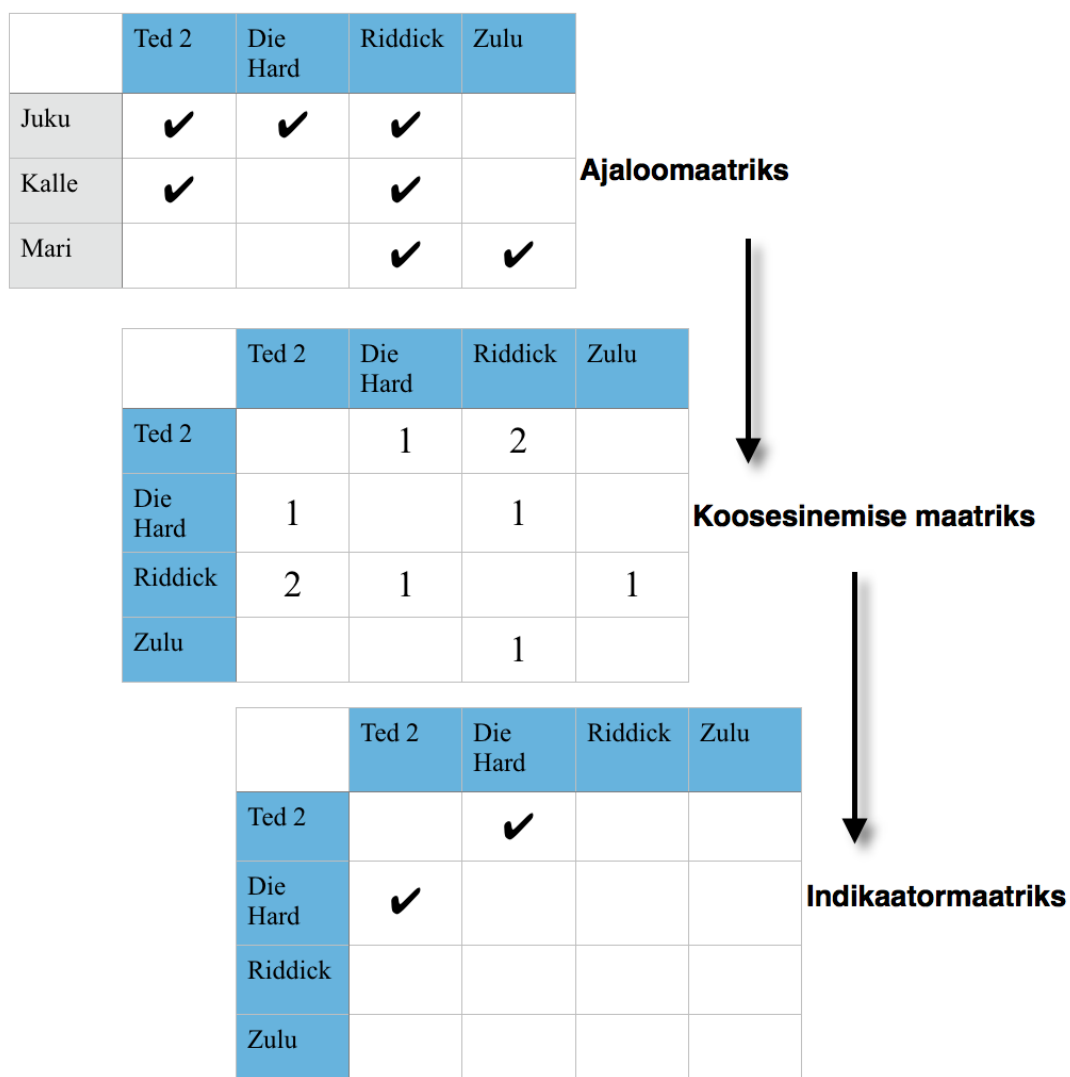 Ted 2 Die Hard Riddick Zulu
Juku ✔ ✔ ✔
Kalle ✔ ✔
Mari ✔ ✔
Ajaloomaatriks
Ted 2 Die Hard Riddick Zulu
Ted 2 1 2
Die Hard 1 1
Riddick 2 1 1
Zulu 1
Koosesinemise maatriks
Ted 2 Die Hard Riddick Zulu
Ted 2 ✔
Die Hard ✔
Riddick
Zulu
Indikaatormaatriks